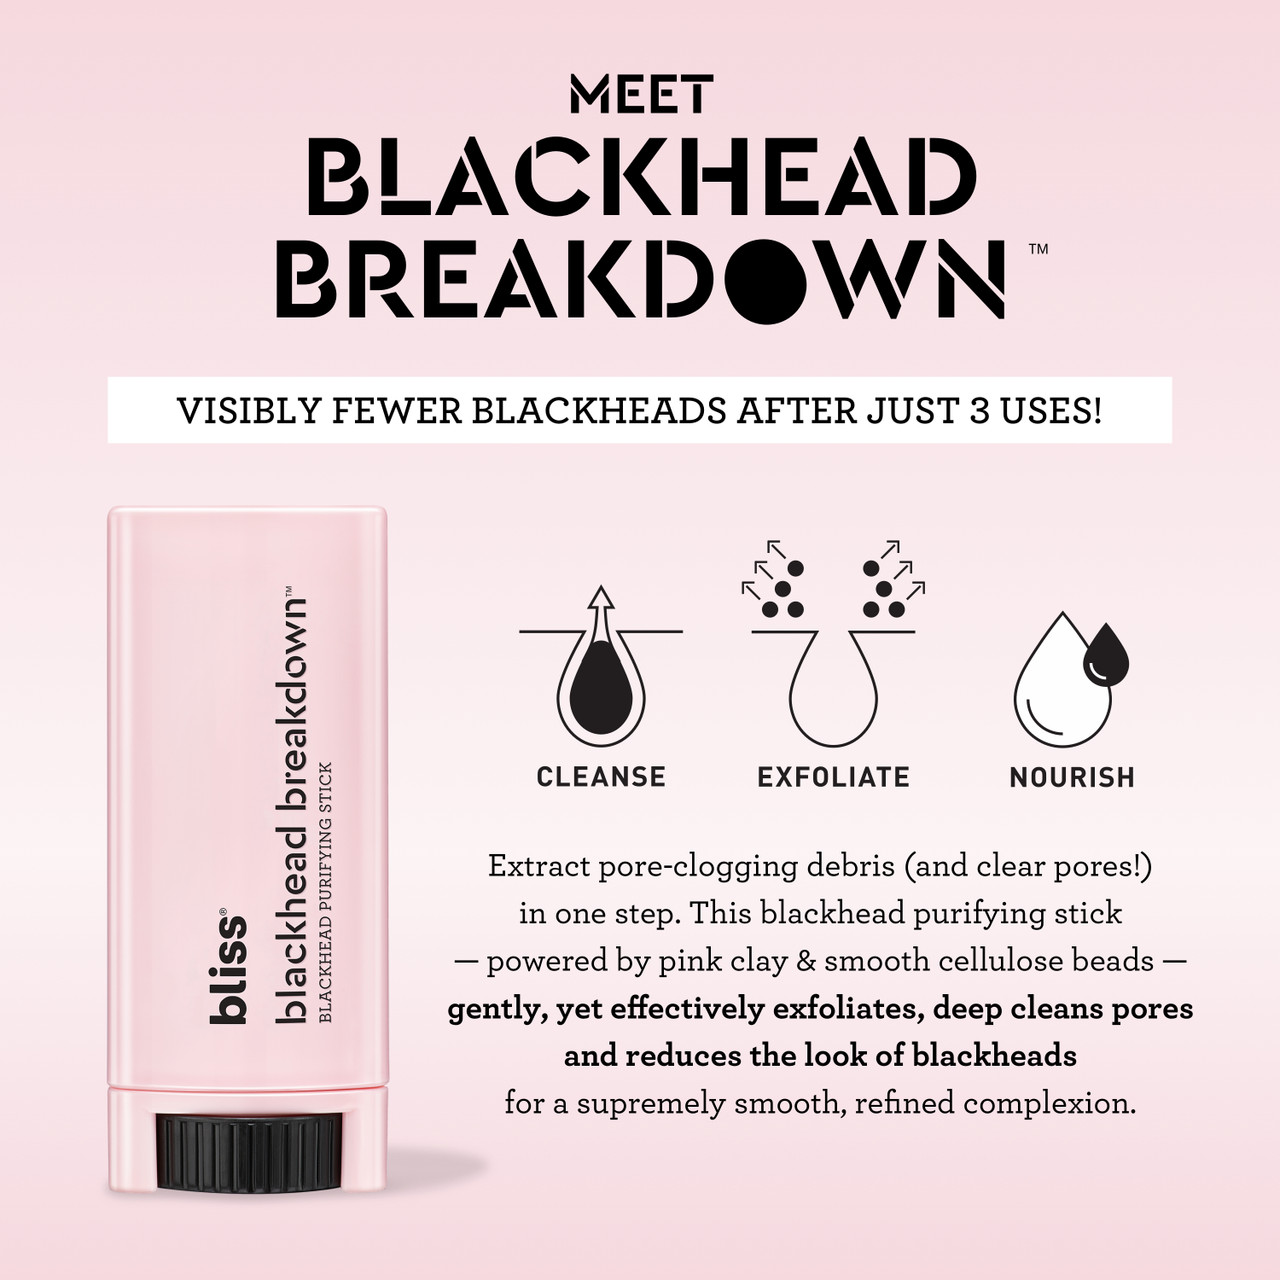 MEET
BLACKHEAD
BREAKDOWN™
VISIBLY FEWER BLACKHEADS AFTER JUST 3 USES!
bliss®
blackhead breakdown™
BLACKHEAD PURIFYING STICK
CLEANSE
EXFOLIATE
NOURISH
Extract pore-clogging debris (and clear pores!)
in one step. This blackhead purifying stick
— powered by pink clay & smooth cellulose beads —
gently, yet effectively exfoliates, deep cleans pores
and reduces the look of blackheads
for a supremely smooth, refined complexion.